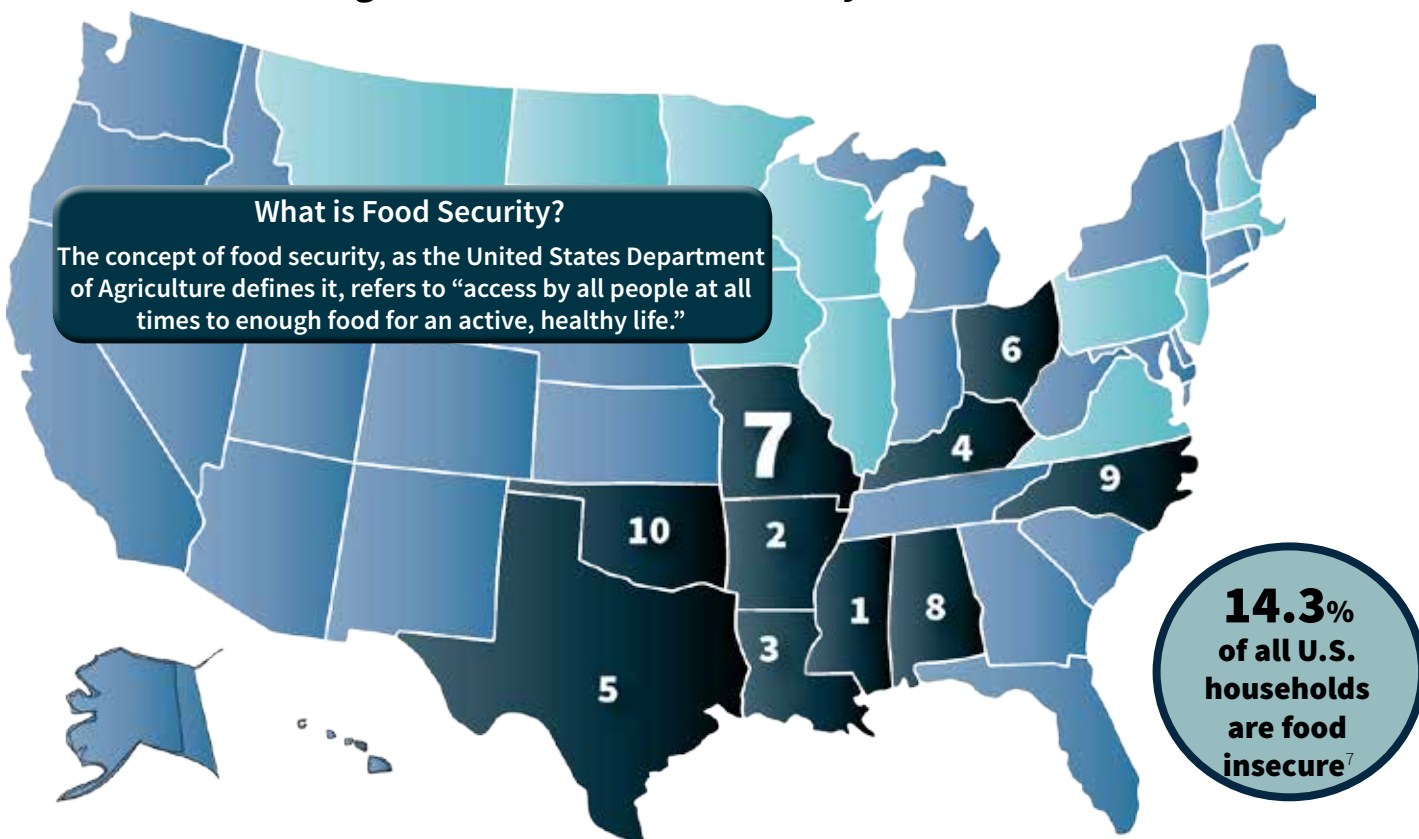 What is Food Security?
The concept of food security, as the United States Department
of Agriculture defines it, refers to “access by all people at all
times to enough food for an active, healthy life.”
6
7
4
9
10
2
1
8
3
5
14.3%
of all U.S.
households
are food
insecure7